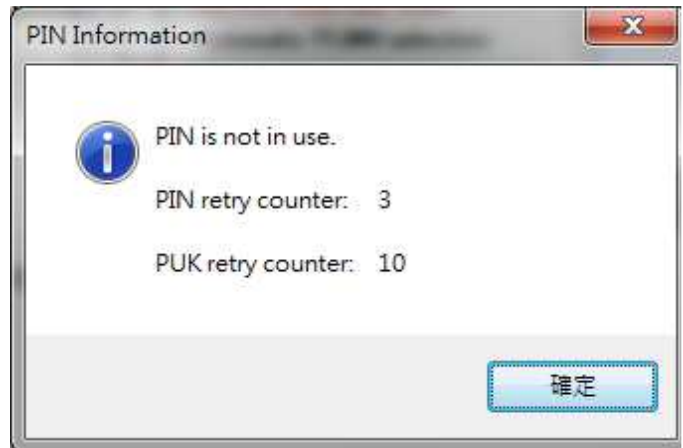 PIN Information
PIN is not in use.
PIN retry counter: 3
PUK retry counter: 10
確定